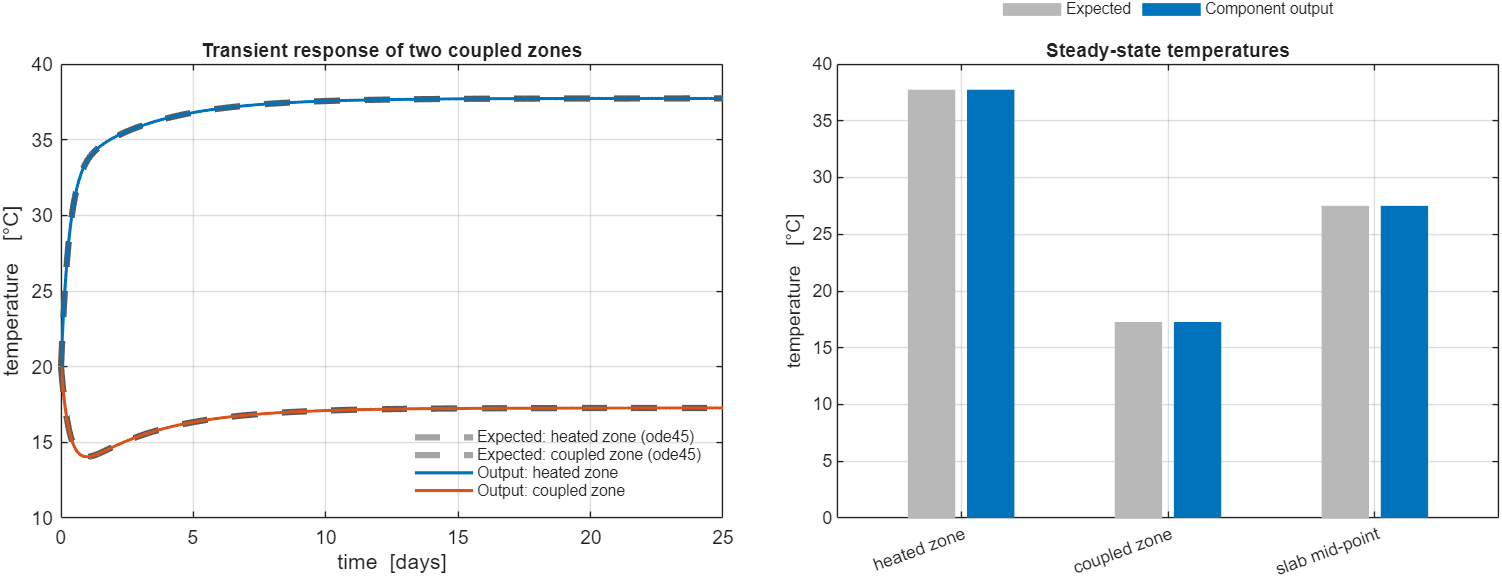 Transient response of two coupled zones
temperature [°C]
40
35
30
25
20
15
10
0 5 10 15 20 25
time [days]
Expected: heated zone (ode45)
Expected: coupled zone (ode45)
Output: heated zone
Output: coupled zone
Expected Component output
Steady-state temperatures
temperature [°C]
40
35
30
25
20
15
10
5
0
heated zone coupled zone slab mid-point